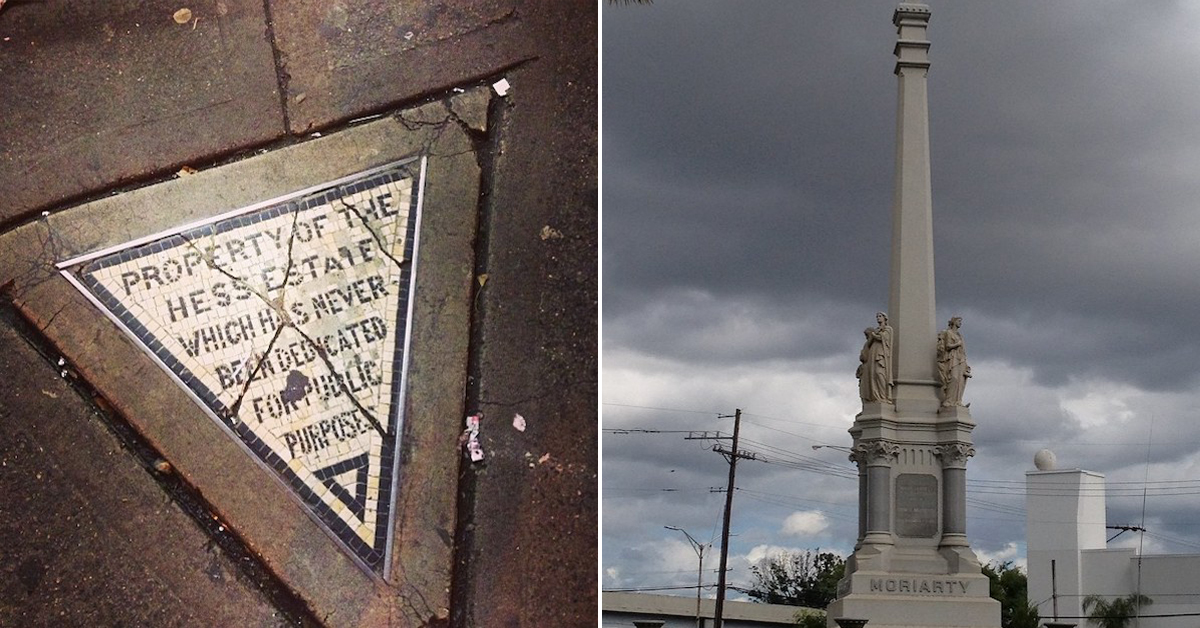 PROPERTY OF THE
HESS ESTATE
WHICH HAS NEVER
BEEN DEDICATED
FOR PUBLIC
PURPOSES
MORIARTY